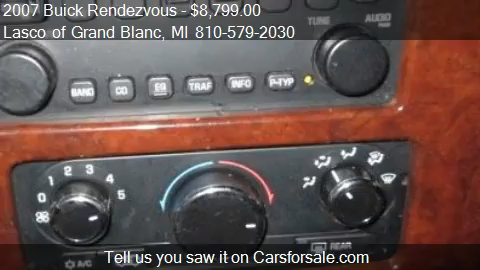 2007 Buick Rendezvous - $8,799.00
Lasco of Grand Blanc, MI 810-579-2030
TUNE AUDIO
BAND CD EQ TRAF INFO P-TYP
0 1 2 3 4 5
A/C REAR
Tell us you saw it on Carsforsale.com